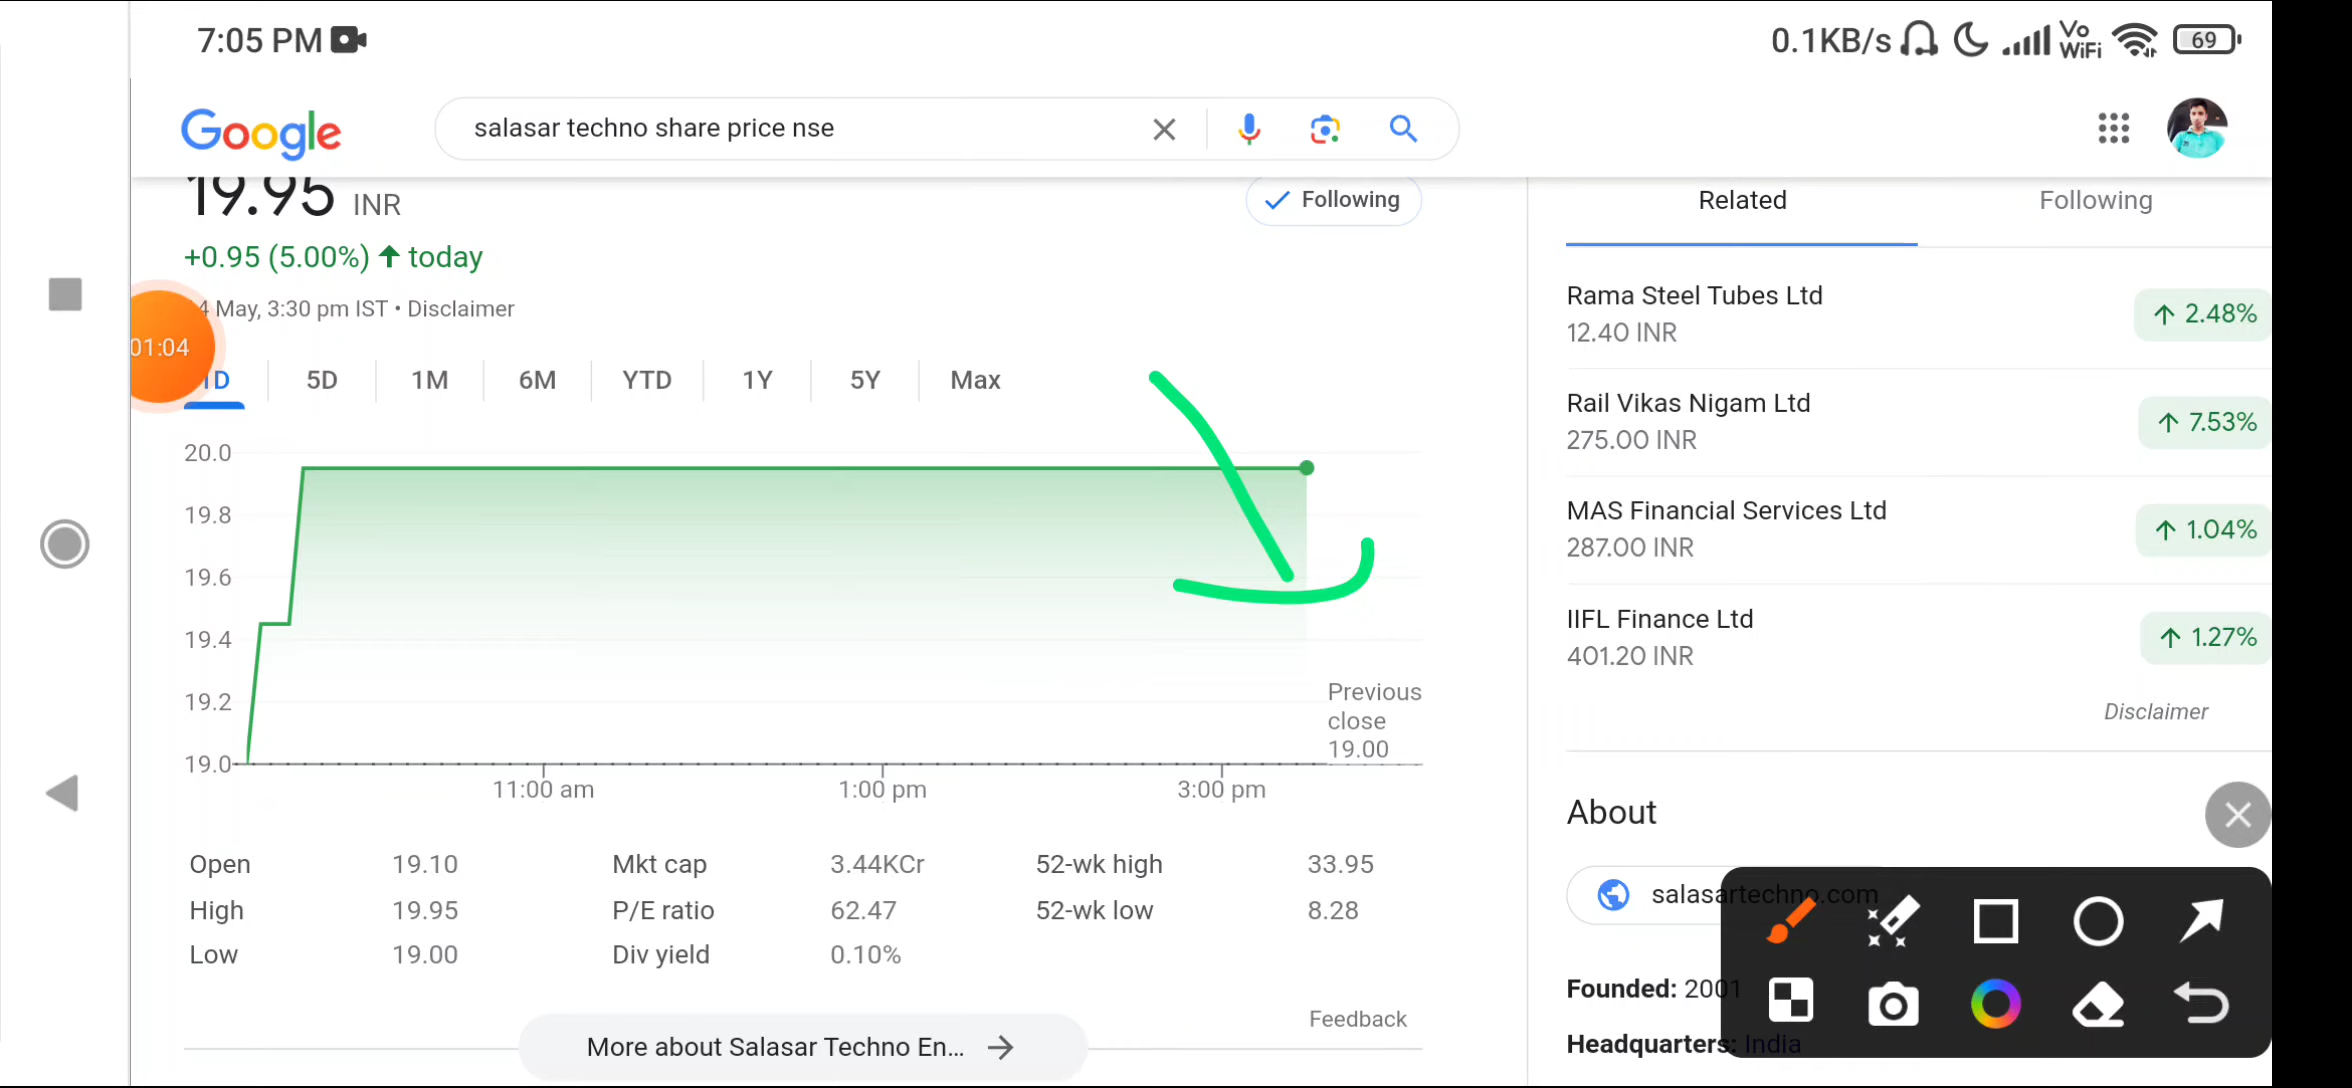 7:05 PM
0.1KB/s
Vo
WiFi
69
Google
salasar techno share price nse
19.95 INR
Following
+0.95 (5.00%) today
4 May, 3:30 pm IST • Disclaimer
01:04
1D
5D
1M
6M
YTD
1Y
5Y
Max
20.0
19.8
19.6
19.4
19.2
19.0
Previous
close
19.00
11:00 am
1:00 pm
3:00 pm
Open 19.10 Mkt cap 3.44KCr 52-wk high 33.95
High 19.95 P/E ratio 62.47 52-wk low 8.28
Low 19.00 Div yield 0.10%
Feedback
More about Salasar Techno En...
Related
Following
Rama Steel Tubes Ltd
12.40 INR
2.48%
Rail Vikas Nigam Ltd
275.00 INR
7.53%
MAS Financial Services Ltd
287.00 INR
1.04%
IIFL Finance Ltd
401.20 INR
1.27%
Disclaimer
About
salasartechno.com
Founded: 2001
Headquarters: India